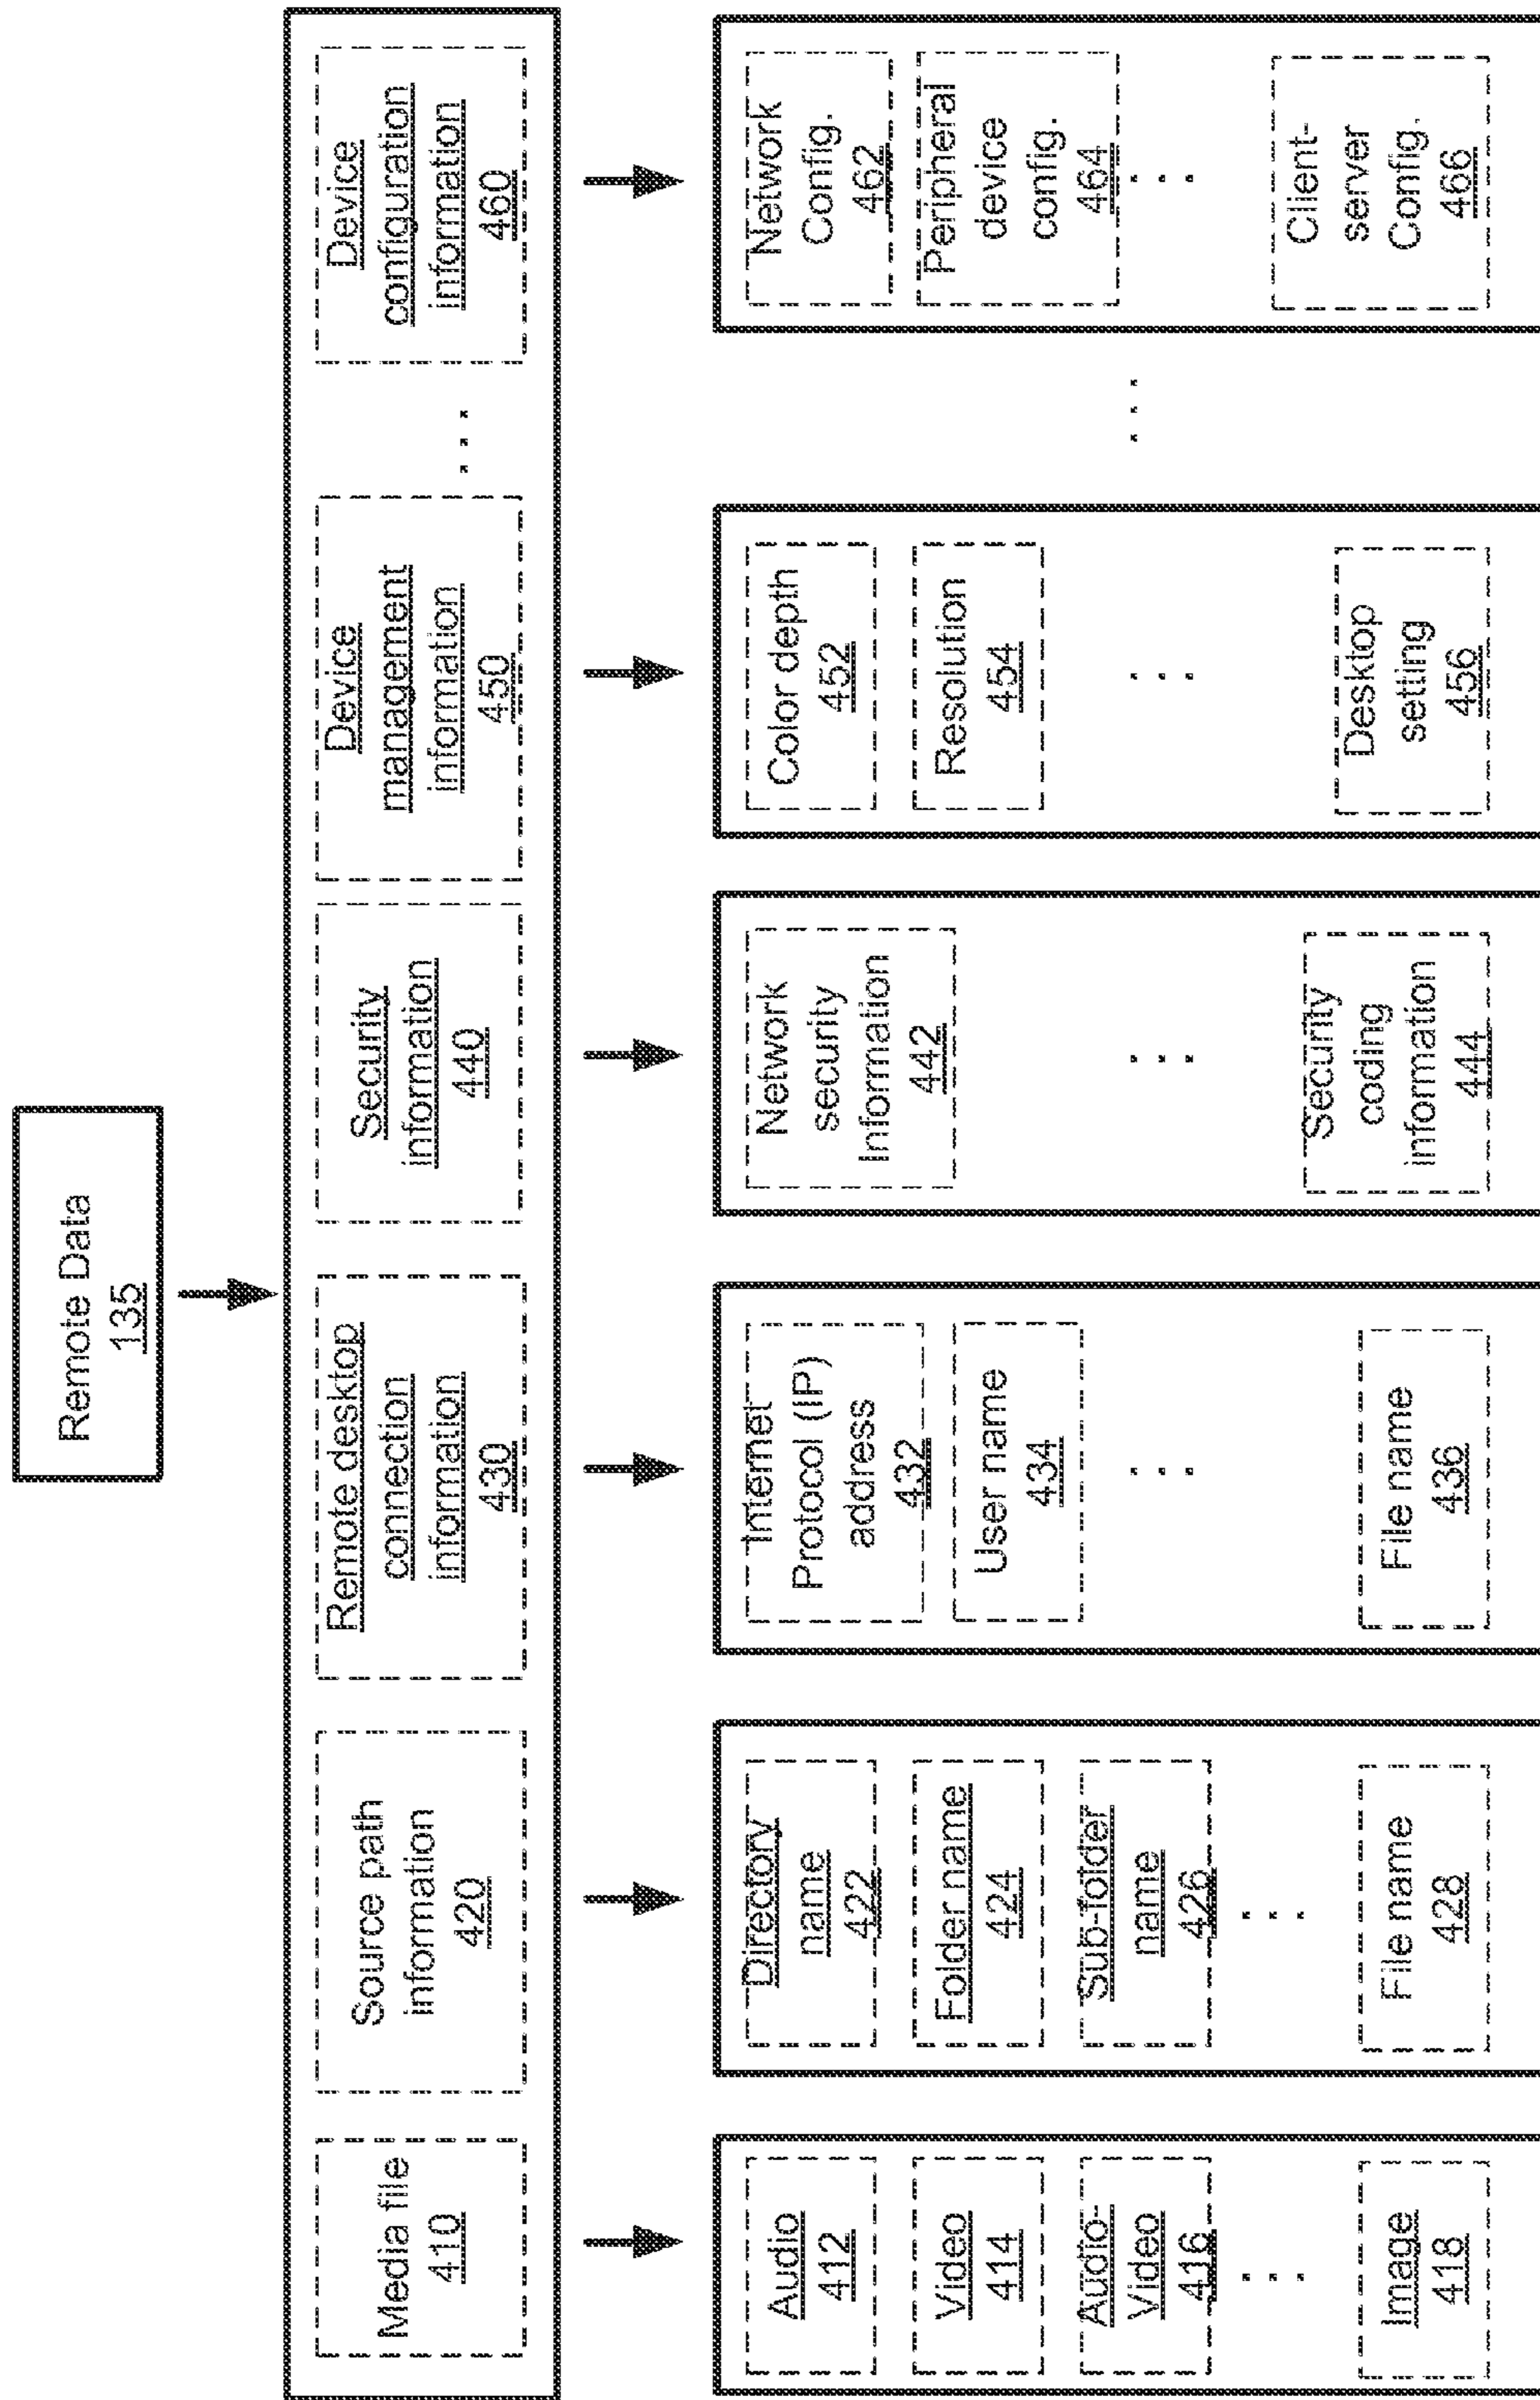 Remote Data
135
Media file
410
Source path
information
420
Remote desktop
connection
information
430
Security
information
440
Device
management
information
450
...
Device
configuration
information
460
Audio
412
Video
414
Audio-
Video
416
...
Image
418
Directory
name
422
Folder name
424
Sub-folder
name
426
...
File name
428
Internet
Protocol (IP)
address
432
User name
434
...
File name
436
Network
security
Information
442
...
Security
coding
information
444
Color depth
452
Resolution
454
...
Desktop
setting
456
...
Network
Config.
462
Peripheral
device
config.
464
...
Client-
server
Config.
466